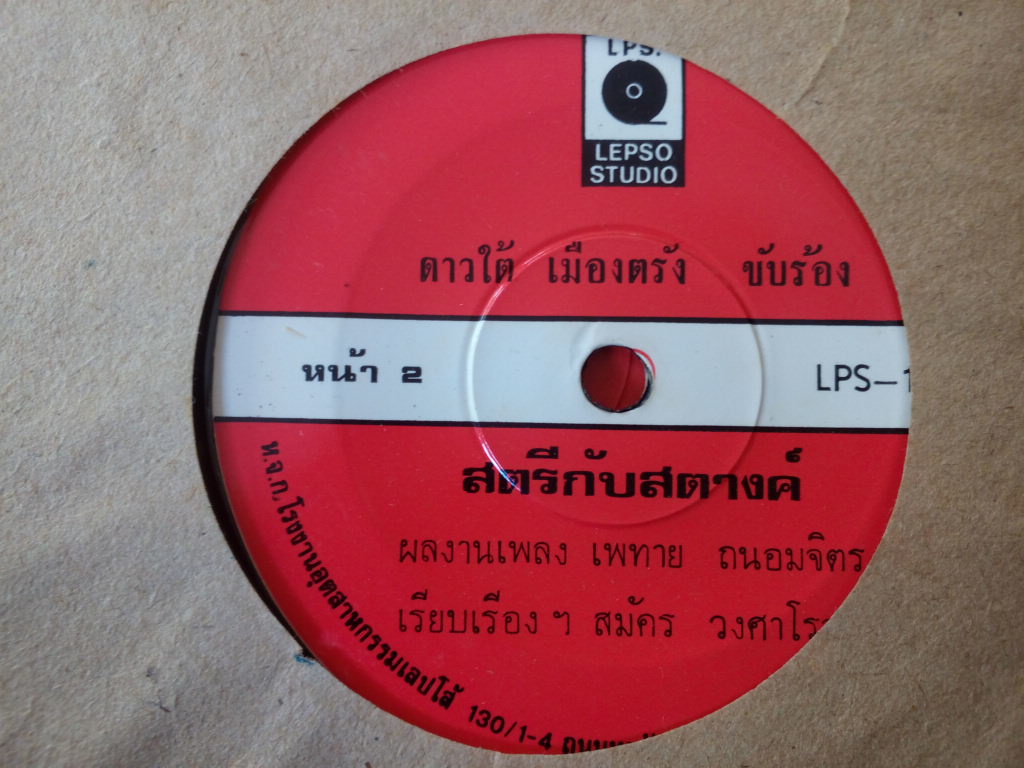 LPS.
LEPSO
STUDIO
ดาวใต้ เมืองตรัง ขับร้อง
หน้า 2
LPS–1
สตรีกับสตางค์
ผลงานเพลง เพทาย ถนอมจิตร
เรียบเรียง ฯ สมัคร
ห.จ.ก.โรงงานอุตสาหกรรมเลปโส้ 130/1-4